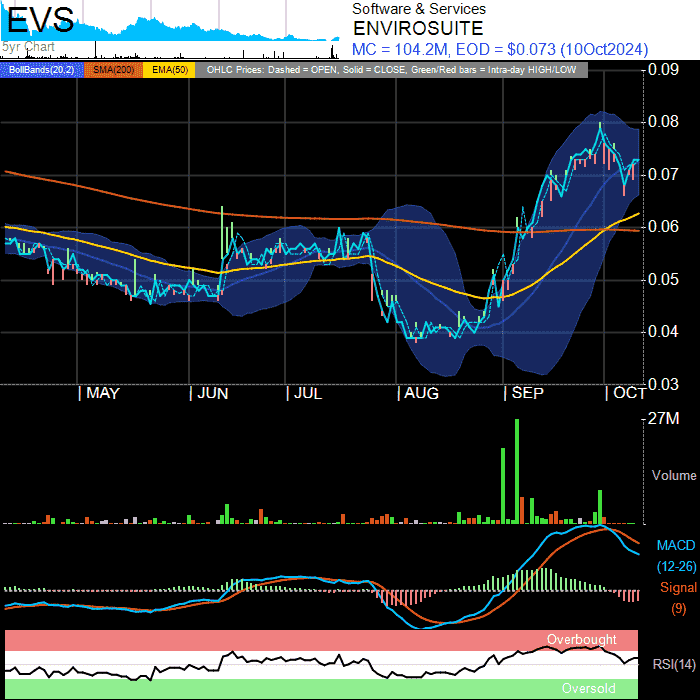 EVS
5yr Chart
Software & Services
ENVIROSUITE
MC = 104.2M, EOD = $0.073 (10Oct2024)
BollBands(20,2) SMA(200) EMA(50) OHLC Prices: Dashed = OPEN, Solid = CLOSE, Green/Red bars = Intra-day HIGH/LOW
0.09
0.08
0.07
0.06
0.05
0.04
0.03
| MAY | JUN | JUL | AUG | SEP | OCT
27M
Volume
MACD
(12-26)
Signal
(9)
Overbought
RSI(14)
Oversold